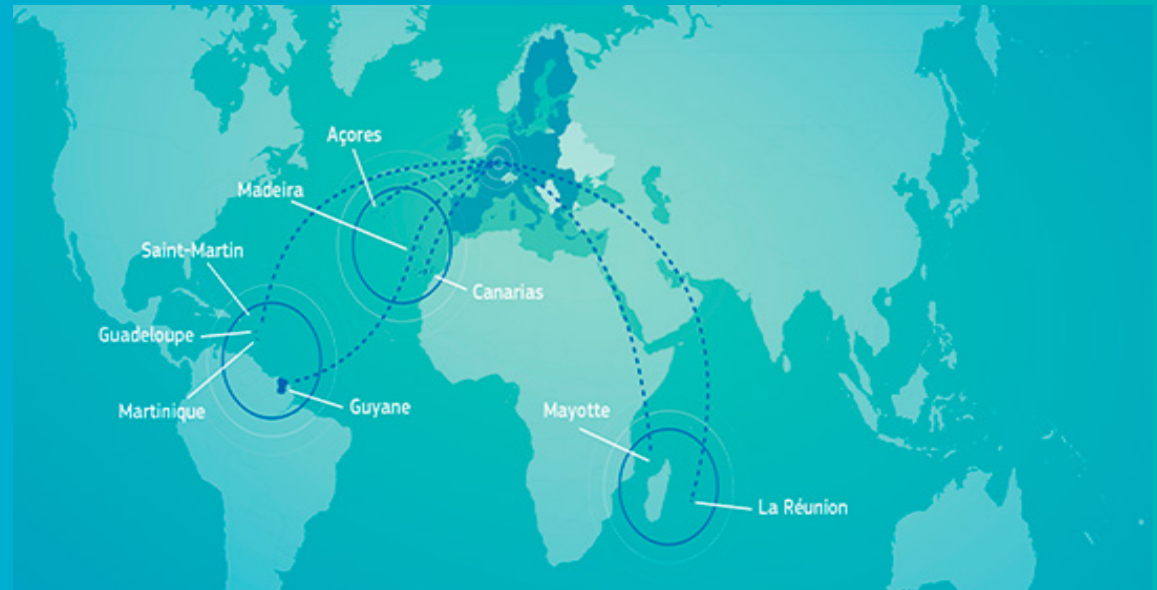 Açores
Madeira
Saint-Martin
Canarias
Guadeloupe
Martinique
Guyane
Mayotte
La Réunion